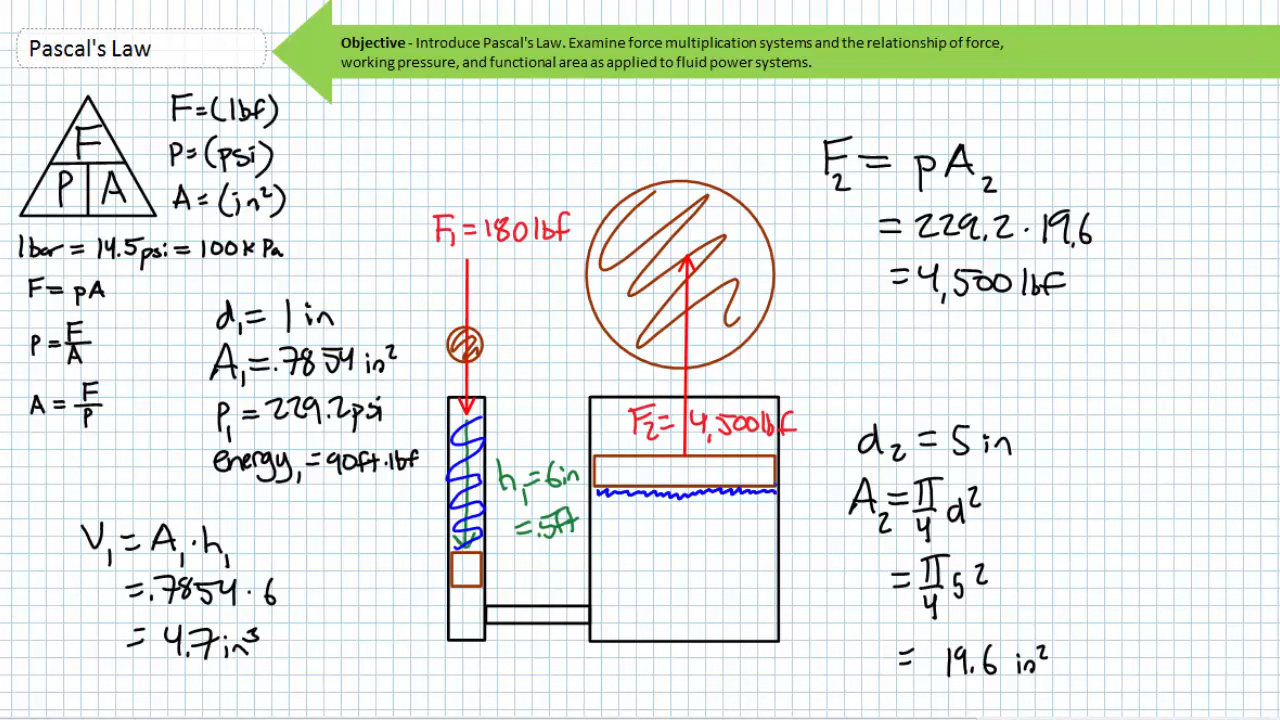 Pascal's Law
Objective - Introduce Pascal's Law. Examine force multiplication systems and the relationship of force,
working pressure, and functional area as applied to fluid power systems.
F
P A
F = (lbf)
P = (psi)
A = (in²)
1bar = 14.5psi = 100kPa
F = pA
P = F/A
A = F/P
d₁ = 1 in
A₁ = .7854 in²
P₁ = 229.2psi
energy₁ = 90ft·lbf
V₁ = A₁·h₁
= .7854 · 6
= 4.7in³
F₁ = 180lbf
h₁ = 6in
= .5ft
F₂ = 4,500lbf
F₂ = pA₂
= 229.2 · 19.6
= 4,500lbf
d₂ = 5 in
A₂ = π/4 d²
= π/4 5²
= 19.6 in²